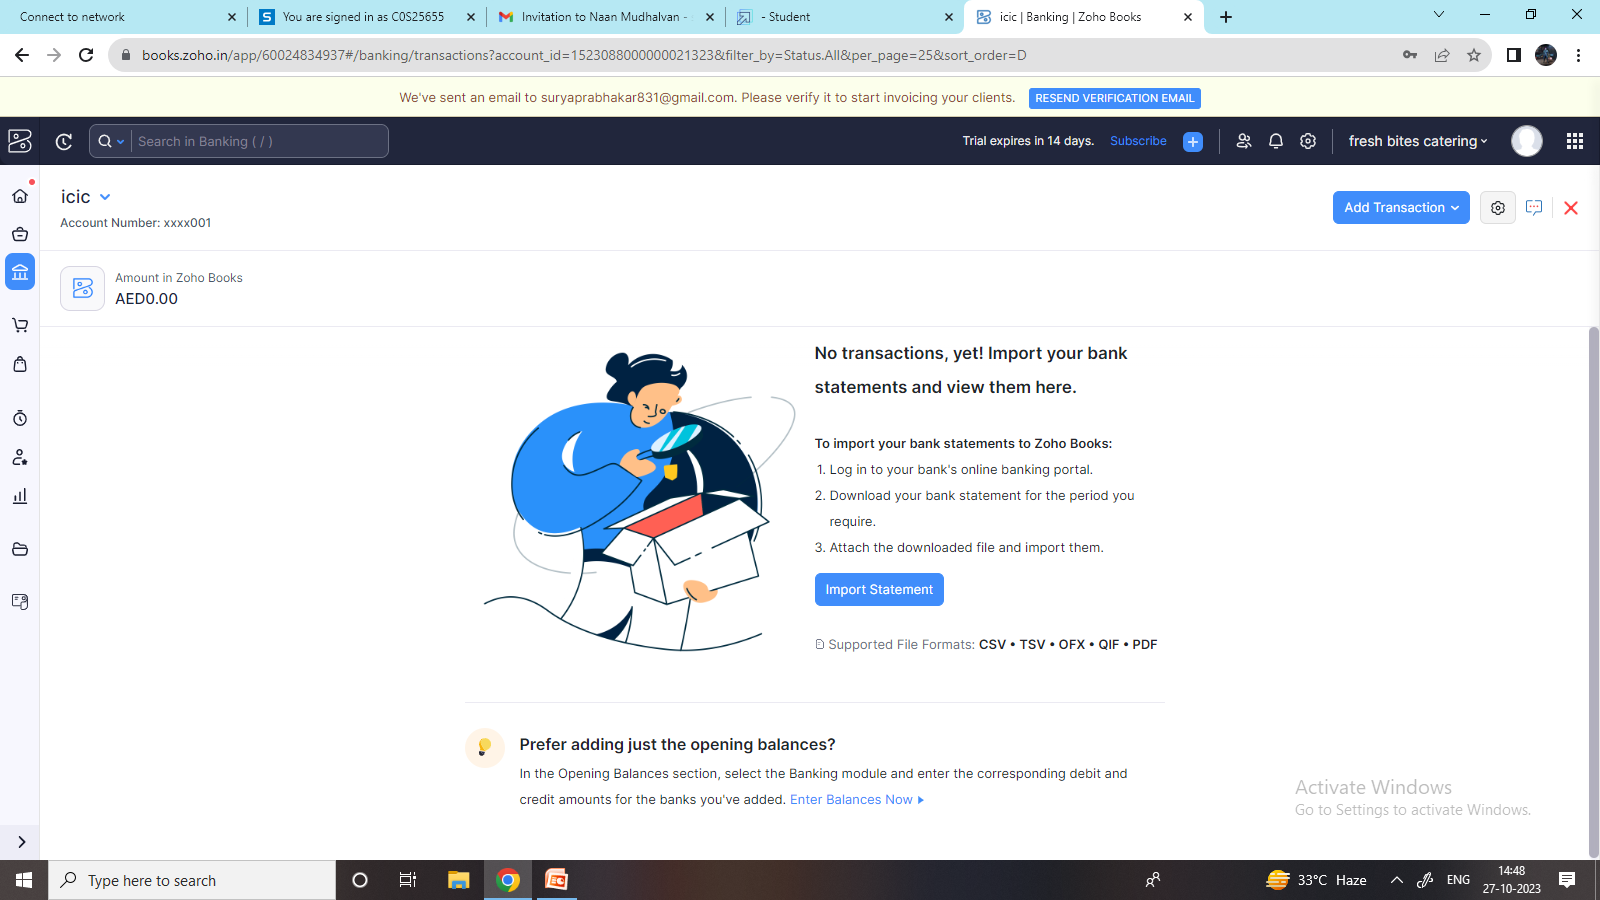 Connect to network
You are signed in as C0S25655
Invitation to Naan Mudhalvan -
- Student
icic | Banking | Zoho Books
books.zoho.in/app/60024834937#/banking/transactions?account_id=1523088000000021323&filter_by=Status.All&per_page=25&sort_order=D
We've sent an email to suryaprabhakar831@gmail.com. Please verify it to start invoicing your clients.
RESEND VERIFICATION EMAIL
Search in Banking ( / )
Trial expires in 14 days.
Subscribe
fresh bites catering
icic
Account Number: xxxx001
Add Transaction
Amount in Zoho Books
AED0.00
No transactions, yet! Import your bank
statements and view them here.
To import your bank statements to Zoho Books:
1. Log in to your bank's online banking portal.
2. Download your bank statement for the period you
require.
3. Attach the downloaded file and import them.
Import Statement
Supported File Formats: CSV • TSV • OFX • QIF • PDF
Prefer adding just the opening balances?
In the Opening Balances section, select the Banking module and enter the corresponding debit and
credit amounts for the banks you've added. Enter Balances Now
Activate Windows
Go to Settings to activate Windows.
Type here to search
33°C Haze
ENG
14:48
27-10-2023